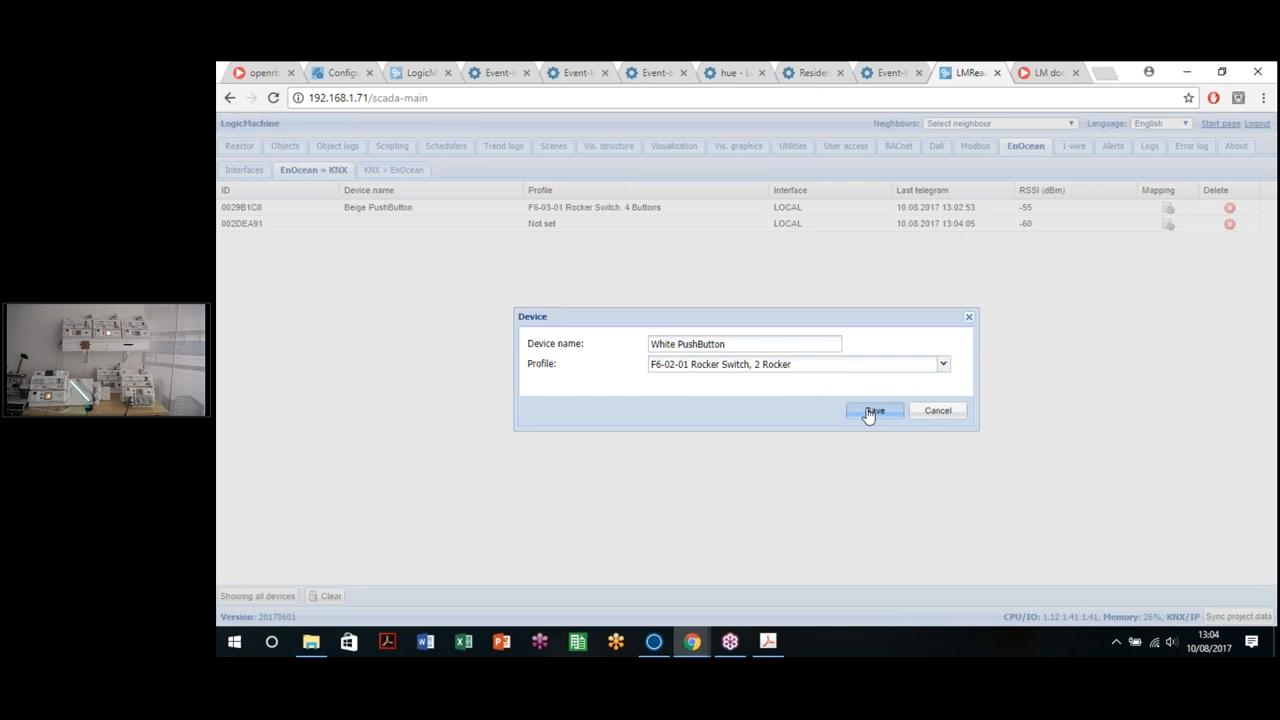 openrb
Configu
LogicM
Event-b
Event-b
Event-b
hue - Lo
Residen
Event-b
LMRea
LM doc
192.168.1.71/scada-main
LogicMachine Neighbours: Select neighbour Language: English Start page Logout
Reactor Objects Object logs Scripting Schedulers Trend logs Scenes Vis. structure Visualization Vis. graphics Utilities User access BACnet Dali Modbus EnOcean 1-wire Alerts Logs Error log About
Interfaces EnOcean » KNX KNX » EnOcean
ID Device name Profile Interface Last telegram RSSI (dBm) Mapping Delete
0029B1C0 Beige PushButton F6-03-01 Rocker Switch, 4 Buttons LOCAL 10.08.2017 13:02:53 -55
002DEA91 Not set LOCAL 10.08.2017 13:04:05 -60
Device
Device name: White PushButton
Profile: F6-02-01 Rocker Switch, 2 Rocker
Save Cancel
Showing all devices Clear
Version: 20170601 CPU/IO: 1.12 1.41 1.41, Memory: 26%, KNX/IP Sync project data
13:04
10/08/2017